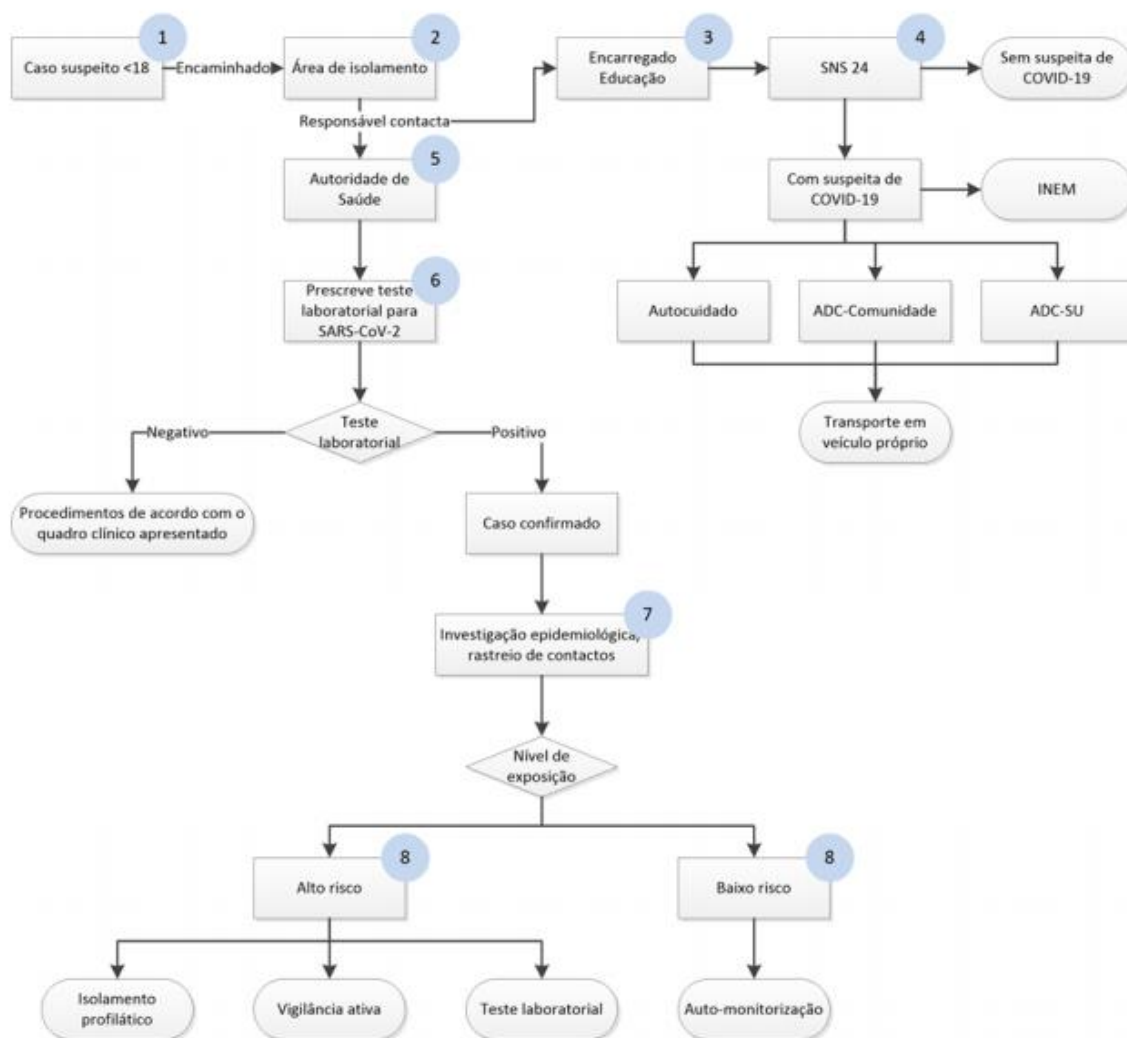 1
2
3
4
Caso suspeito <18
Encaminhado
Área de isolamento
Encarregado
Educação
SNS 24
Sem suspeita de
COVID-19
Responsável contacta
5
Autoridade de
Saúde
Com suspeita de
COVID-19
INEM
6
Prescreve teste
laboratorial para
SARS-CoV-2
Autocuidado
ADC-Comunidade
ADC-SU
Negativo
Teste
laboratorial
Positivo
Transporte em
veículo próprio
Procedimentos de acordo com o
quadro clínico apresentado
Caso confirmado
7
Investigação epidemiológica,
rastreio de contactos
Nível de
exposição
8
Alto risco
8
Baixo risco
Isolamento
profilático
Vigilância ativa
Teste laboratorial
Auto-monitorização